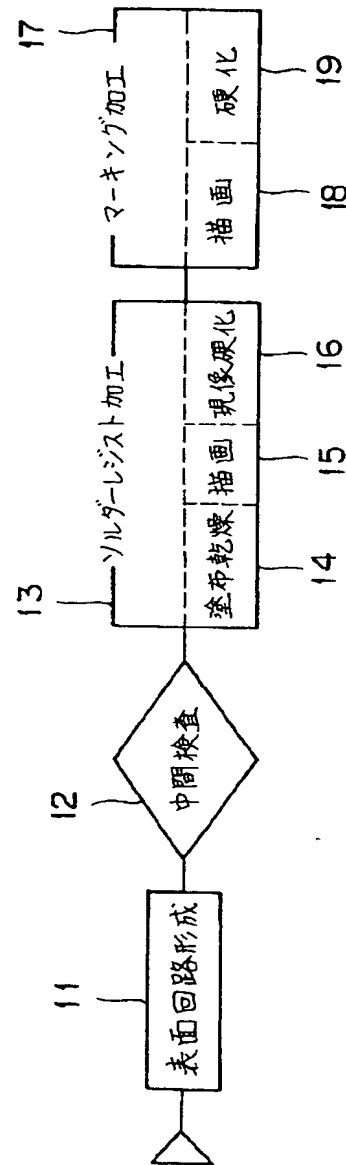 11
表面回路形成
12
中間検査
13
ソルダーレジスト加工
塗布乾燥
描画
現像硬化
14
15
16
17
マーキング加工
描画
硬化
18
19